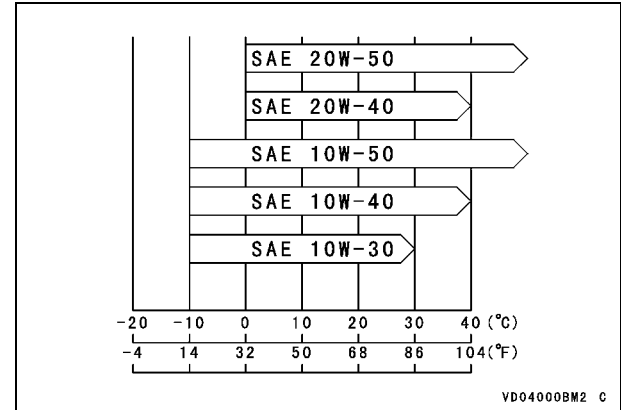 SAE 20W-50
SAE 20W-40
SAE 10W-50
SAE 10W-40
SAE 10W-30
-20 -10 0 10 20 30 40 (°C)
-4 14 32 50 68 86 104(°F)
VD04000BM2 C